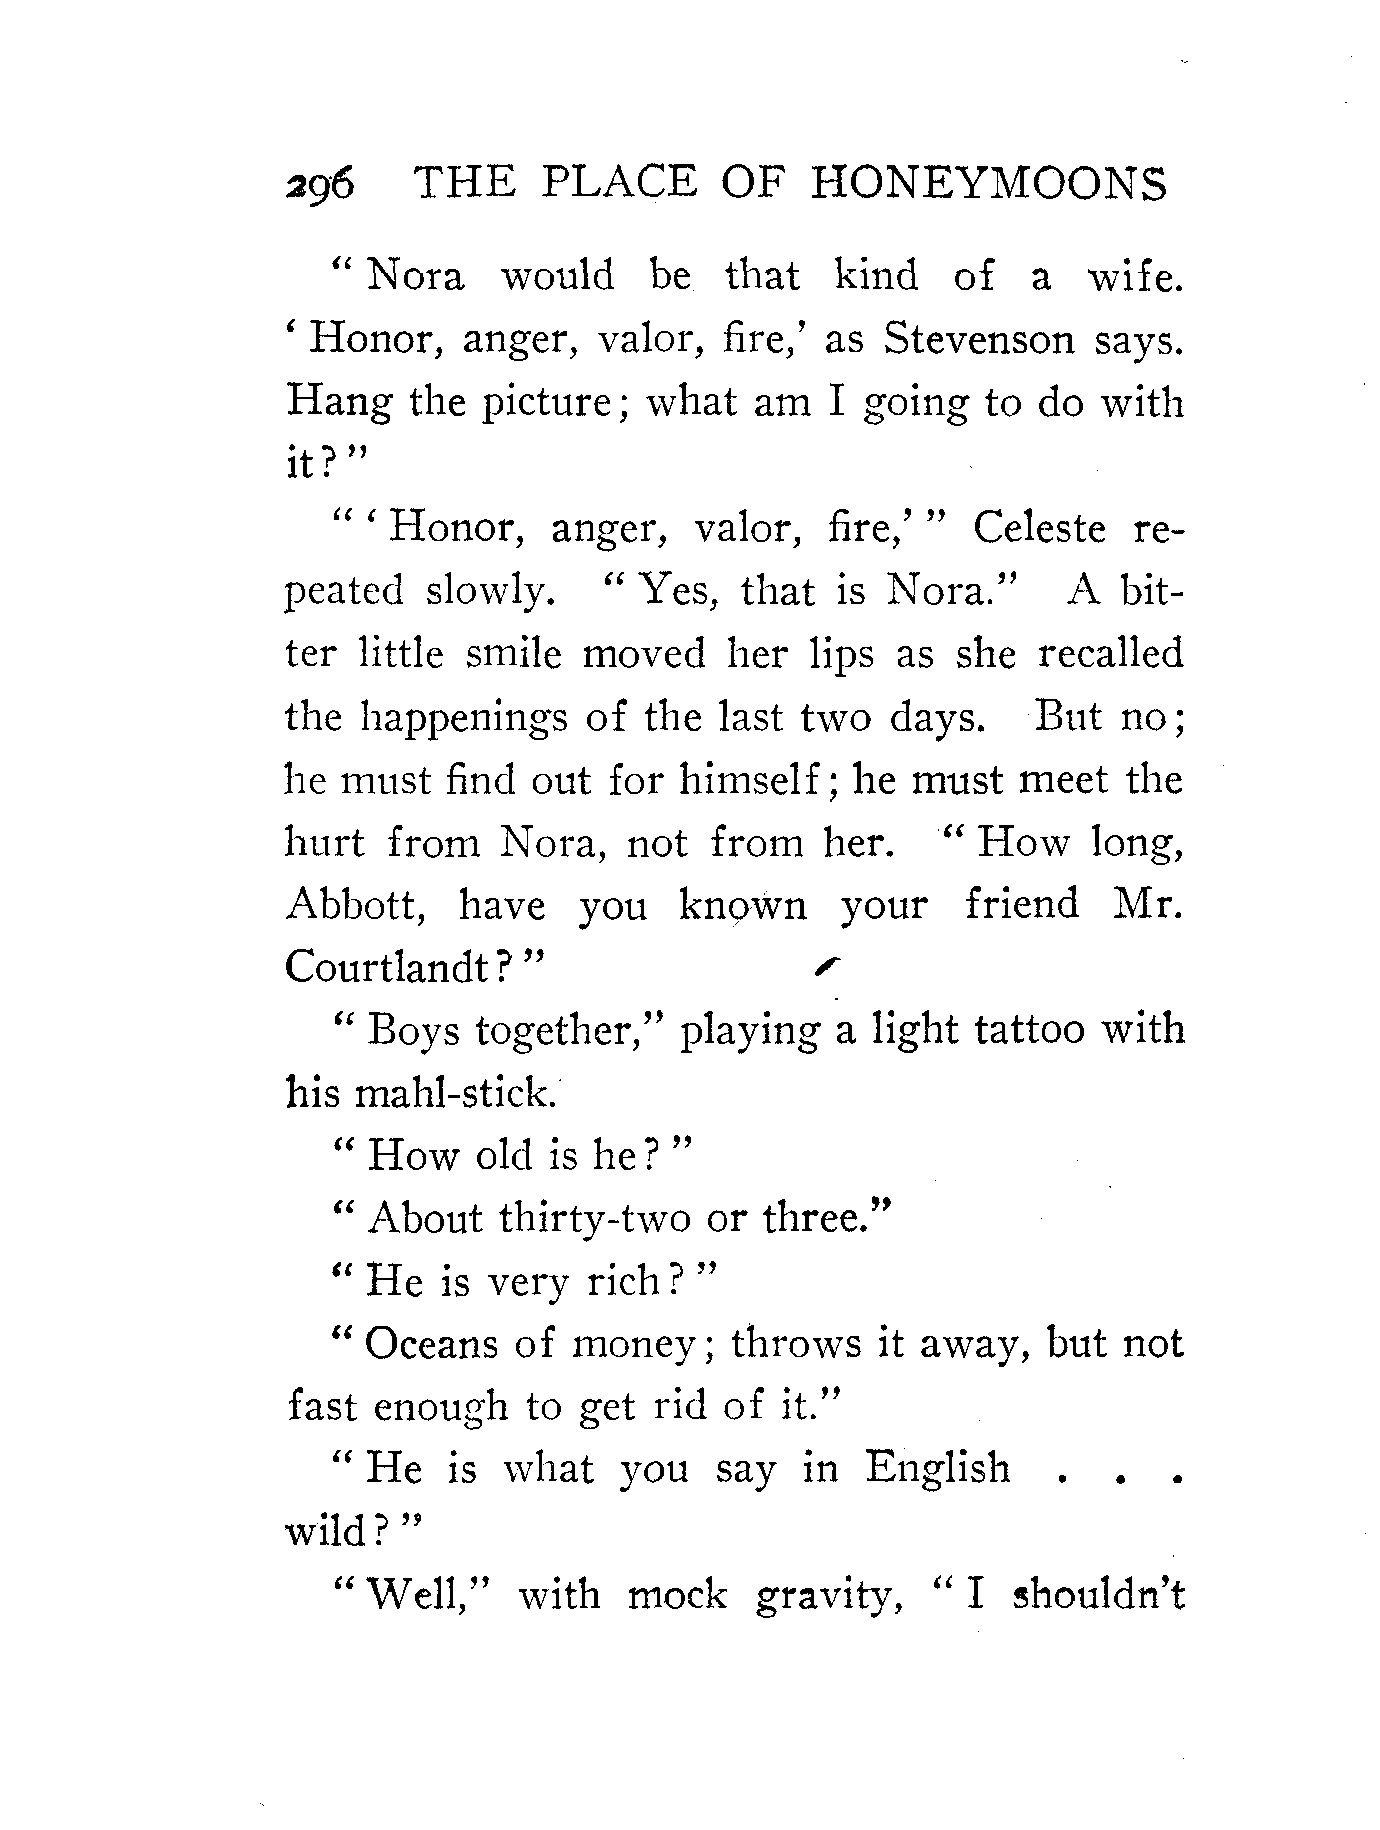 296 THE PLACE OF HONEYMOONS
“ Nora would be that kind of a wife.
‘ Honor, anger, valor, fire,’ as Stevenson says.
Hang the picture; what am I going to do with
it? ”
“ ‘ Honor, anger, valor, fire,’ ” Celeste re-
peated slowly. “ Yes, that is Nora.” A bit-
ter little smile moved her lips as she recalled
the happenings of the last two days. But no;
he must find out for himself; he must meet the
hurt from Nora, not from her. “ How long,
Abbott, have you known your friend Mr.
Courtlandt? ”
“ Boys together,” playing a light tattoo with
his mahl-stick.
“ How old is he? ”
“ About thirty-two or three.”
“ He is very rich? ”
“ Oceans of money; throws it away, but not
fast enough to get rid of it.”
“ He is what you say in English . . .
wild? ”
“ Well,” with mock gravity, “ I shouldn’t